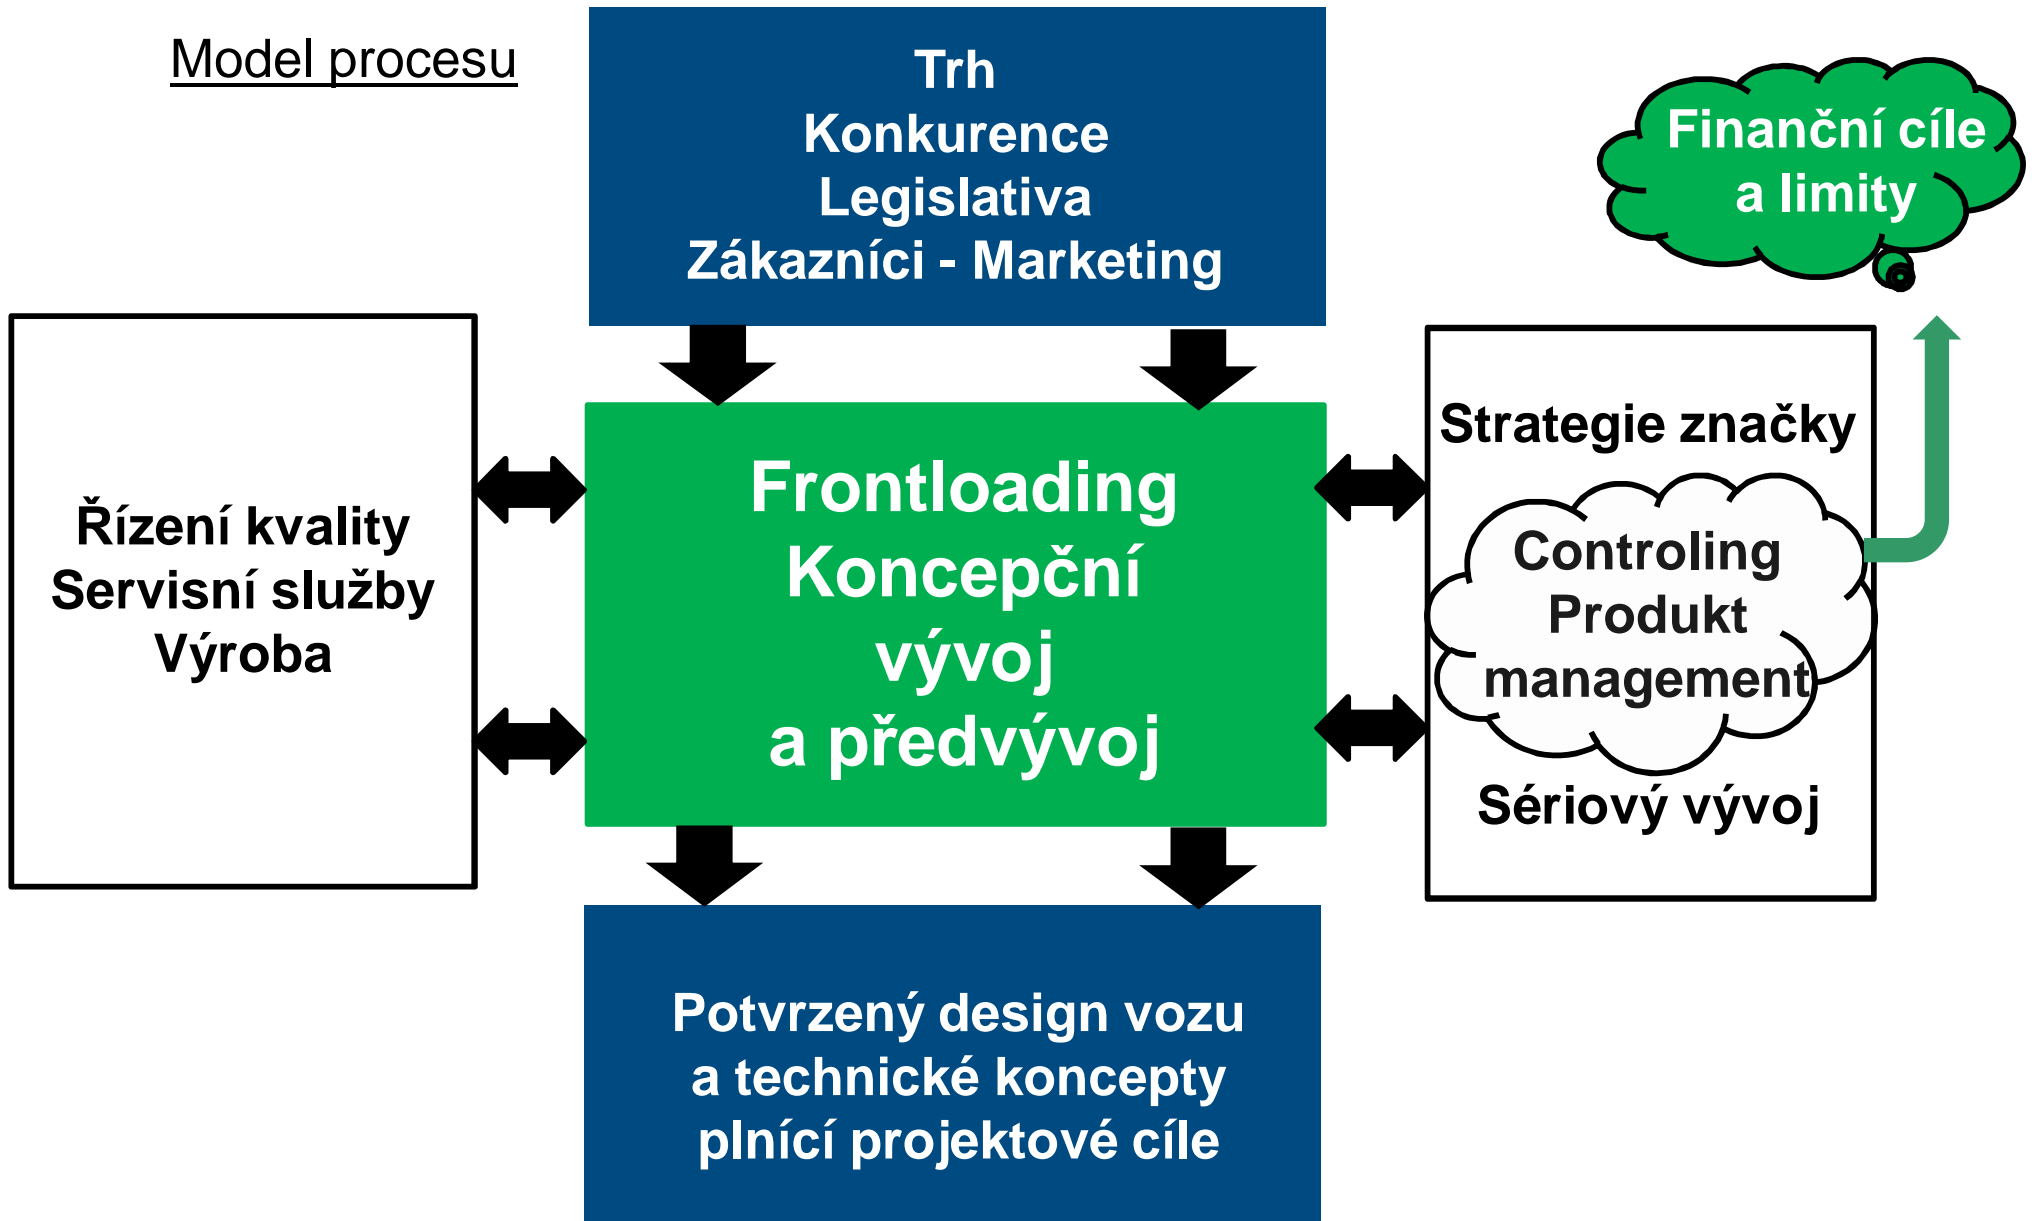 Model procesu
Trh
Konkurence
Legislativa
Zákazníci - Marketing
Finanční cíle
a limity
Řízení kvality
Servisní služby
Výroba
Frontloading
Koncepční
vývoj
a předvývoj
Strategie značky
Controling
Produkt
management
Sériový vývoj
Potvrzený design vozu
a technické koncepty
plnící projektové cíle